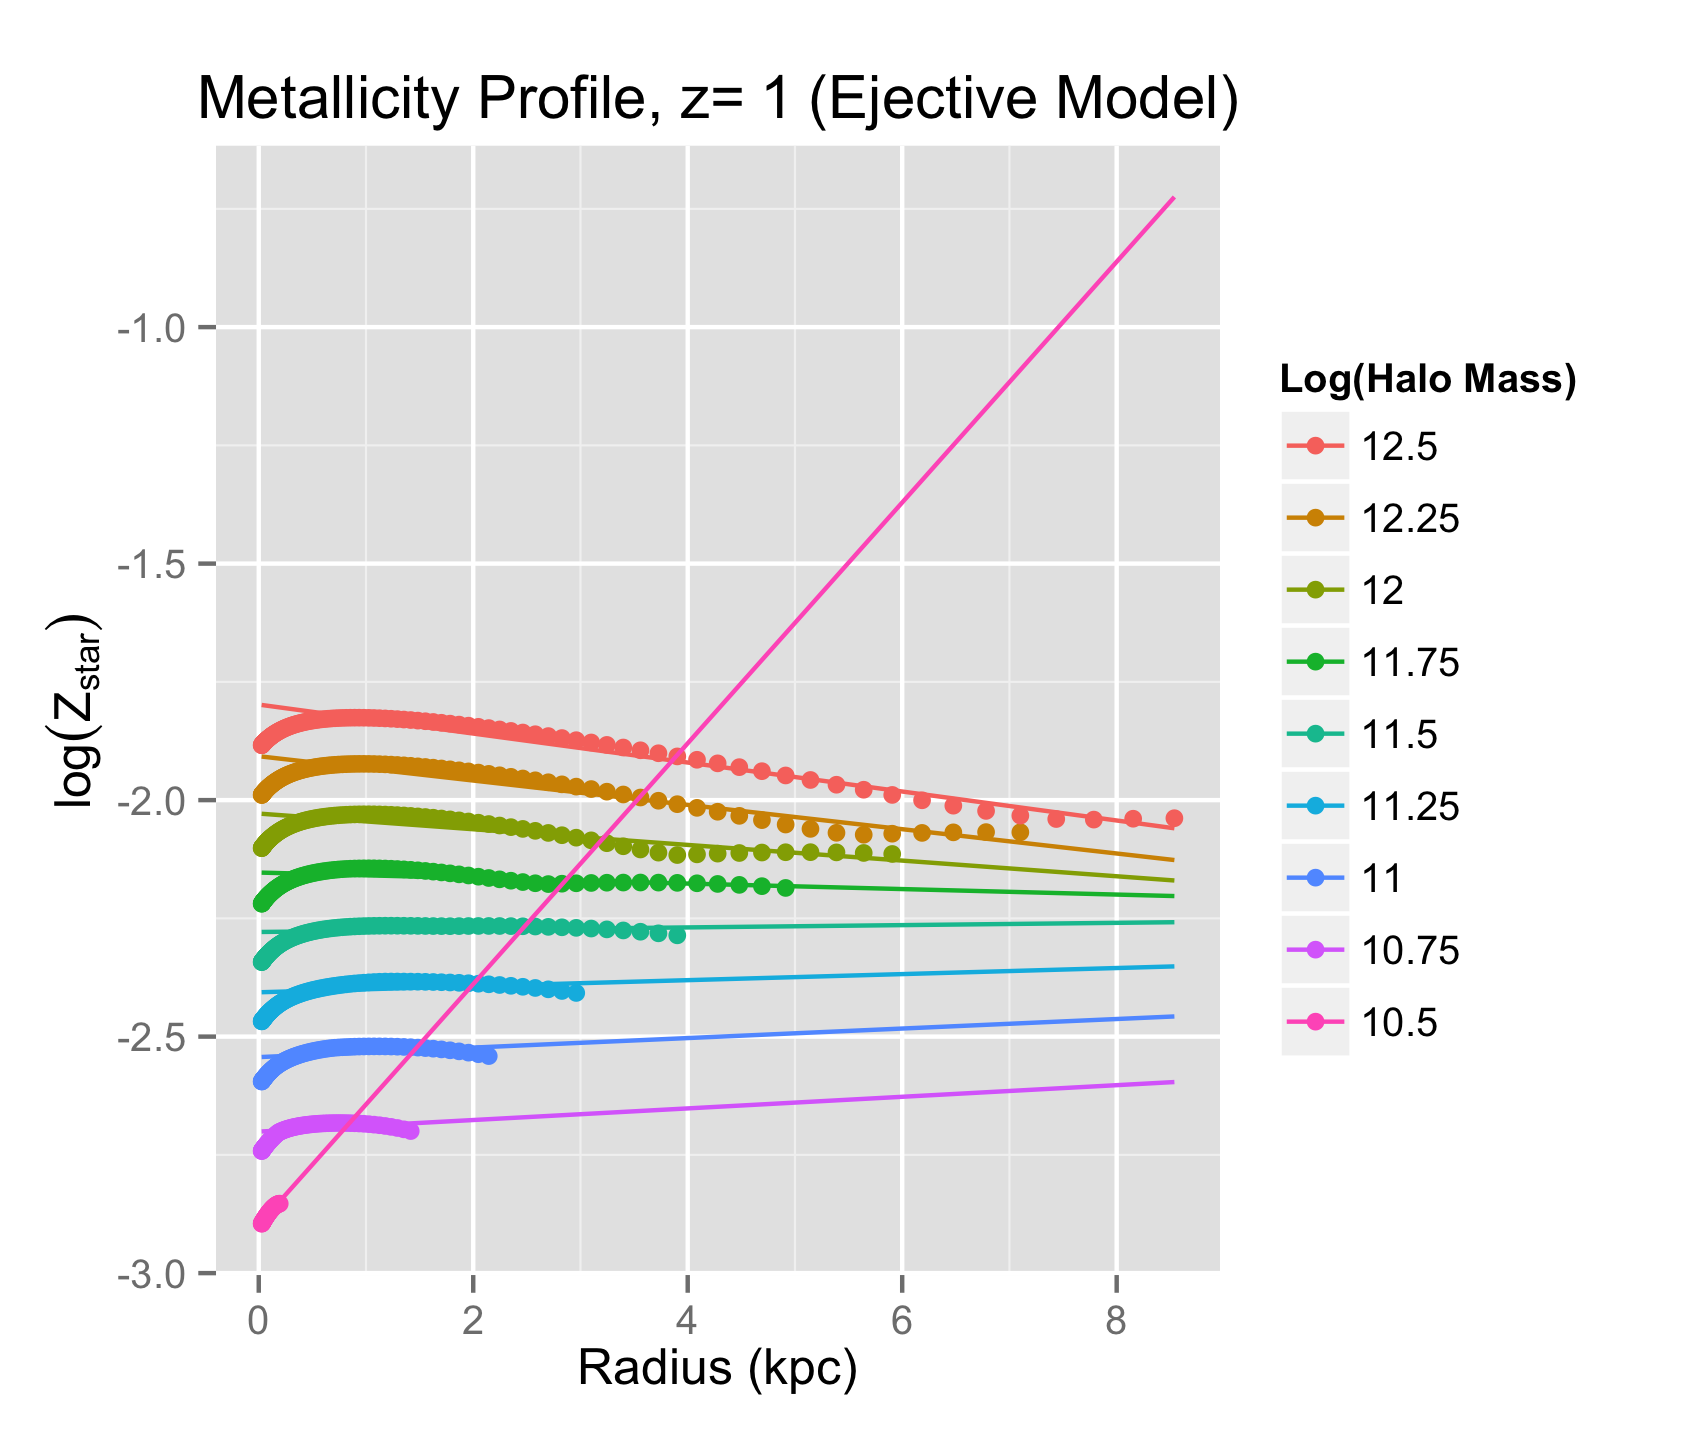 Metallicity Profile, z= 1 (Ejective Model)
-1.0
-1.5
-2.0
-2.5
-3.0
log(Zstar)
0 2 4 6 8
Radius (kpc)
Log(Halo Mass)
12.5
12.25
12
11.75
11.5
11.25
11
10.75
10.5